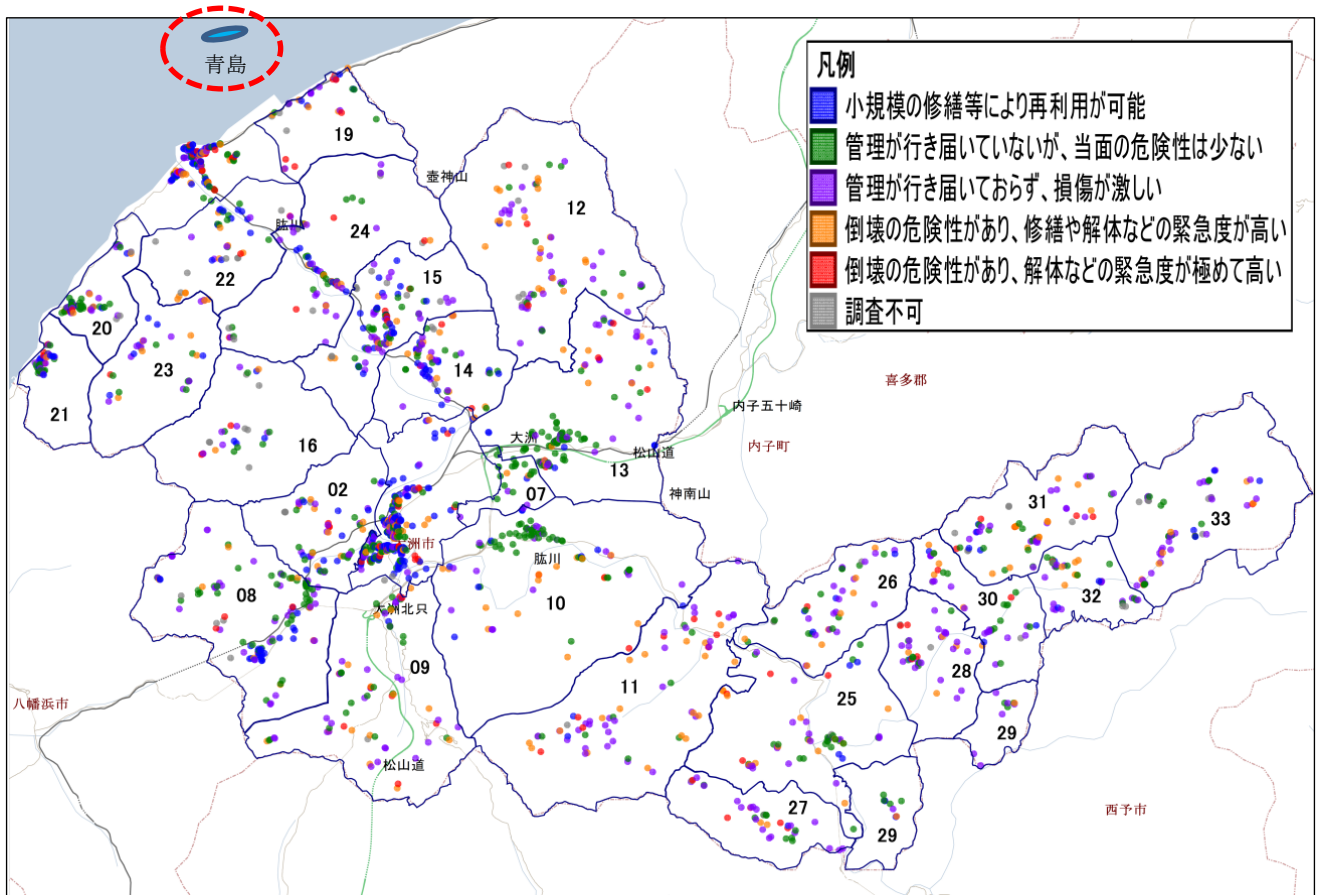 青島
凡例
小規模の修繕等により再利用が可能
管理が行き届いていないが、当面の危険性は少ない
管理が行き届いておらず、損傷が激しい
倒壊の危険性があり、修繕や解体などの緊急度が高い
倒壊の危険性があり、解体などの緊急度が極めて高い
調査不可
19
壺神山
12
肱山
24
22
15
20
23
14
21
喜多郡
内子五十崎
大洲
内子町
16
松山道
13
02
07
神南山
31
33
大洲市
肱川
26
08
10
30
32
大洲北只
09
28
11
25
八幡浜市
29
松山道
27
29
西予市